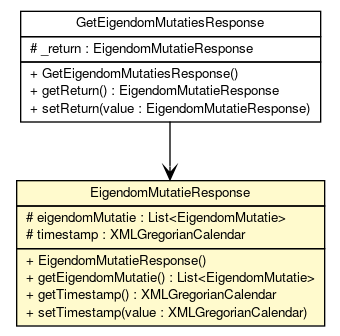 GetEigendomMutatiesResponse
# _return : EigendomMutatieResponse
+ GetEigendomMutatiesResponse()
+ getReturn() : EigendomMutatieResponse
+ setReturn(value : EigendomMutatieResponse)
EigendomMutatieResponse
# eigendomMutatie : List<EigendomMutatie>
# timestamp : XMLGregorianCalendar
+ EigendomMutatieResponse()
+ getEigendomMutatie() : List<EigendomMutatie>
+ getTimestamp() : XMLGregorianCalendar
+ setTimestamp(value : XMLGregorianCalendar)